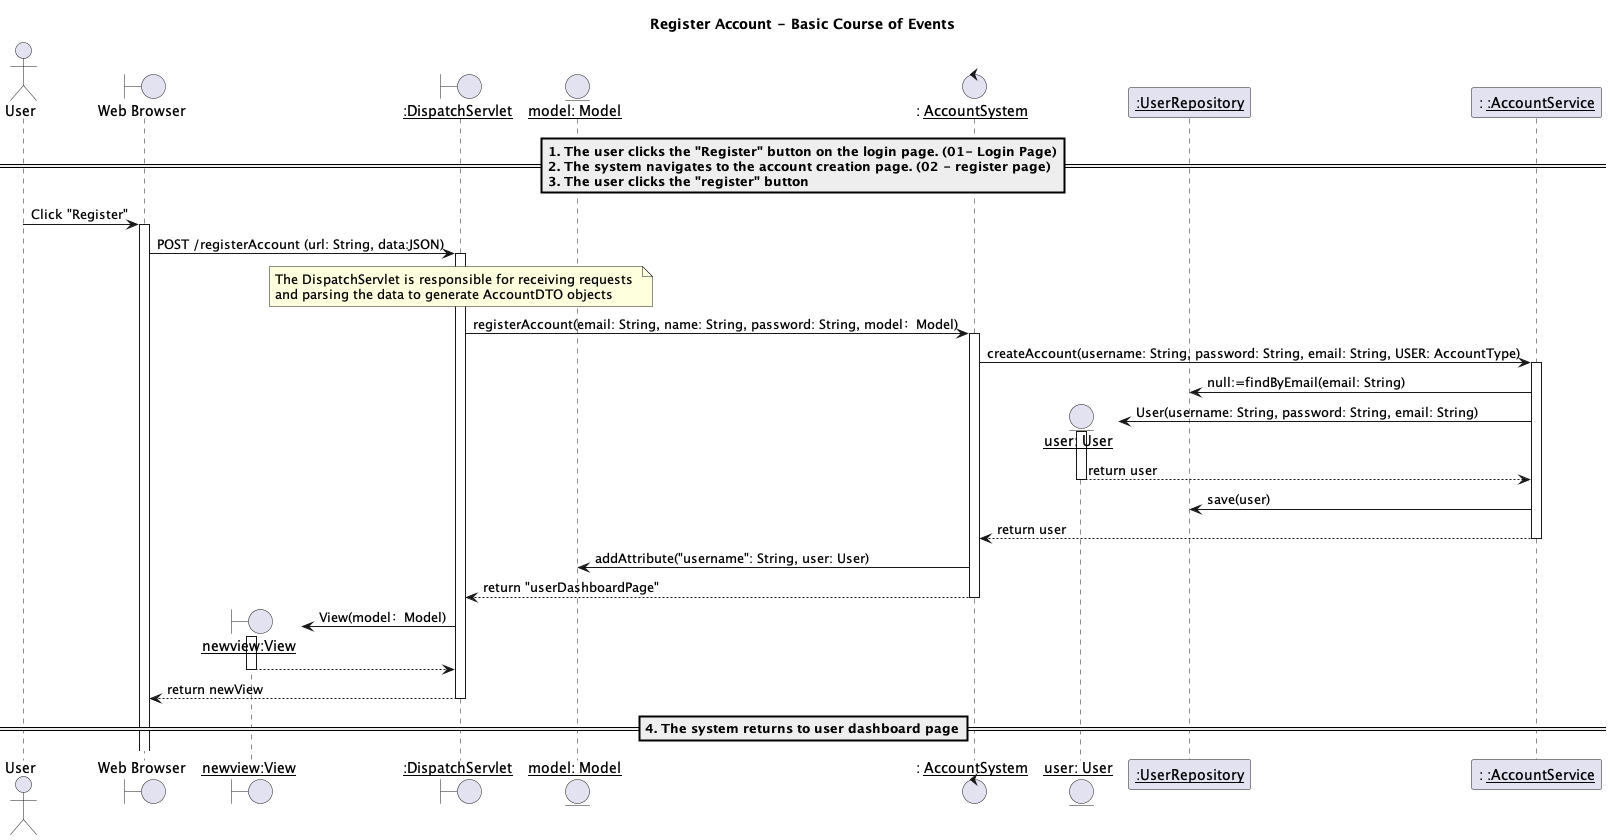 Register Account - Basic Course of Events
User
Web Browser
:DispatchServlet
model: Model
: AccountSystem
:UserRepository
: :AccountService
1. The user clicks the "Register" button on the login page. (01- Login Page)
2. The system navigates to the account creation page. (02 - register page)
3. The user clicks the "register" button
Click "Register"
POST /registerAccount (url: String, data:JSON)
The DispatchServlet is responsible for receiving requests
and parsing the data to generate AccountDTO objects
registerAccount(email: String, name: String, password: String, model：Model)
createAccount(username: String, password: String, email: String, USER: AccountType)
null:=findByEmail(email: String)
User(username: String, password: String, email: String)
user: User
return user
save(user)
return user
addAttribute("username": String, user: User)
return "userDashboardPage"
View(model：Model)
newview:View
return newView
4. The system returns to user dashboard page
User
Web Browser
newview:View
:DispatchServlet
model: Model
: AccountSystem
user: User
:UserRepository
: :AccountService